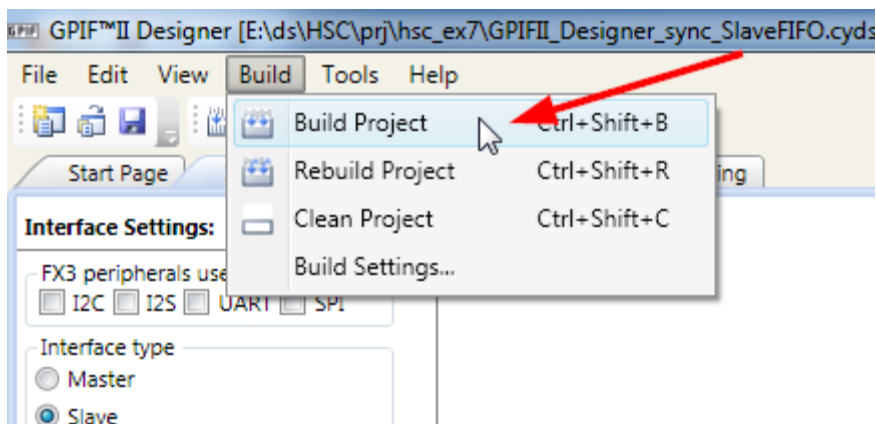 GPIF™II Designer [E:\ds\HSC\prj\hsc_ex7\GPIFII_Designer_sync_SlaveFIFO.cyds
File Edit View Build Tools Help
Build Project Ctrl+Shift+B
Start Page Rebuild Project Ctrl+Shift+R ing
Interface Settings: Clean Project Ctrl+Shift+C
FX3 peripherals use Build Settings...
I2C I2S UART SPI
Interface type
Master
Slave